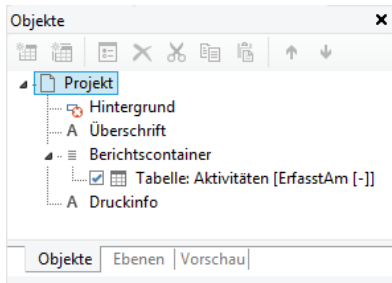 Objekte
Projekt
Hintergrund
A Überschrift
Berichtscontainer
Tabelle: Aktivitäten [ErfasstAm [-]]
A Druckinfo
Objekte Ebenen Vorschau